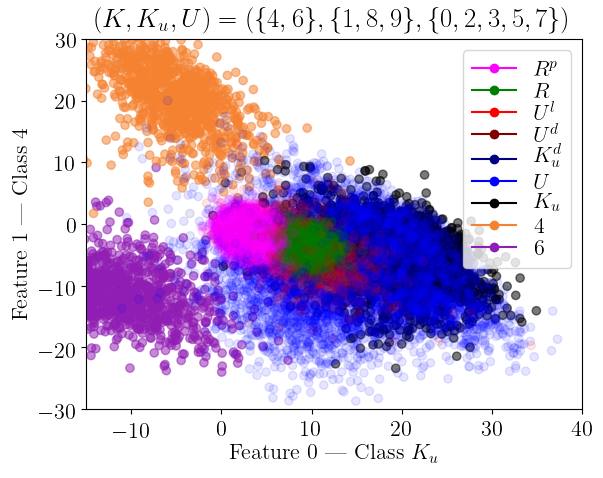 (K, K_u, U) = ({4, 6}, {1, 8, 9}, {0, 2, 3, 5, 7})
30
20
10
0
−10
−20
−30
Feature 1 — Class 4
R^p
R
U^l
U^d
K_u^d
U
K_u
4
6
−10
0
10
20
30
40
Feature 0 — Class K_u